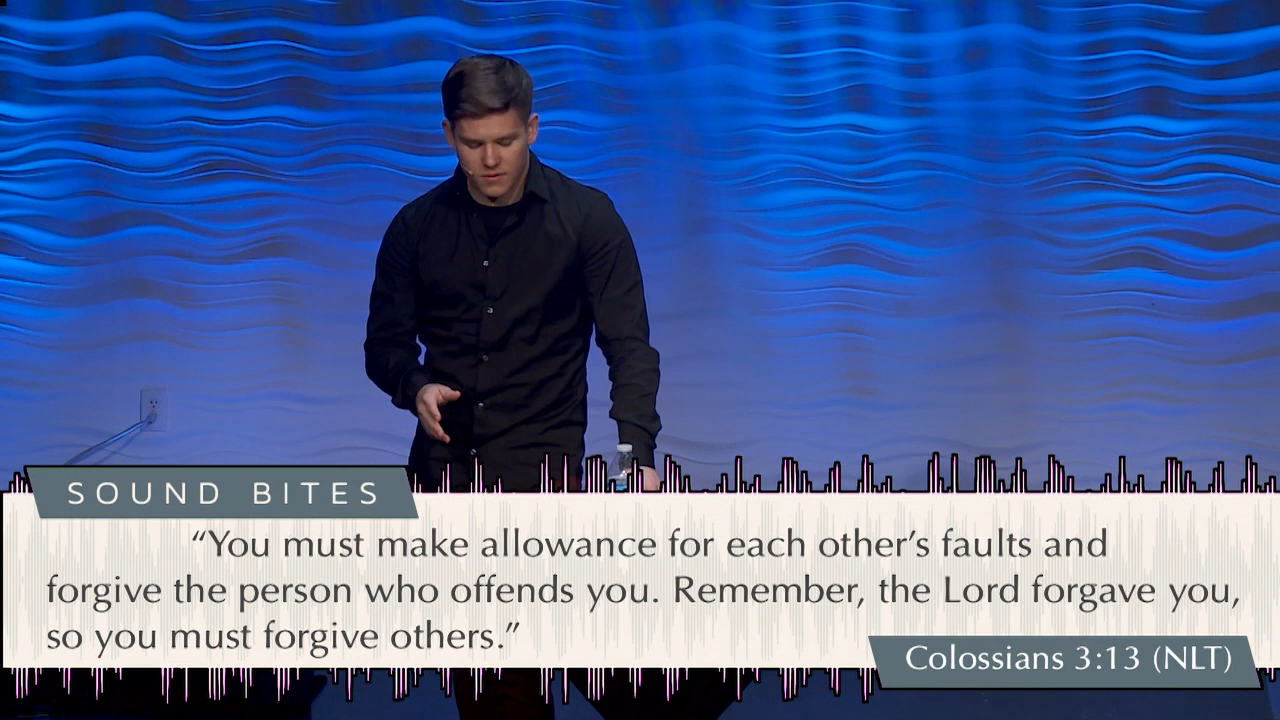 SOUND BITES
“You must make allowance for each other’s faults and
forgive the person who offends you. Remember, the Lord forgave you,
so you must forgive others.”
Colossians 3:13 (NLT)